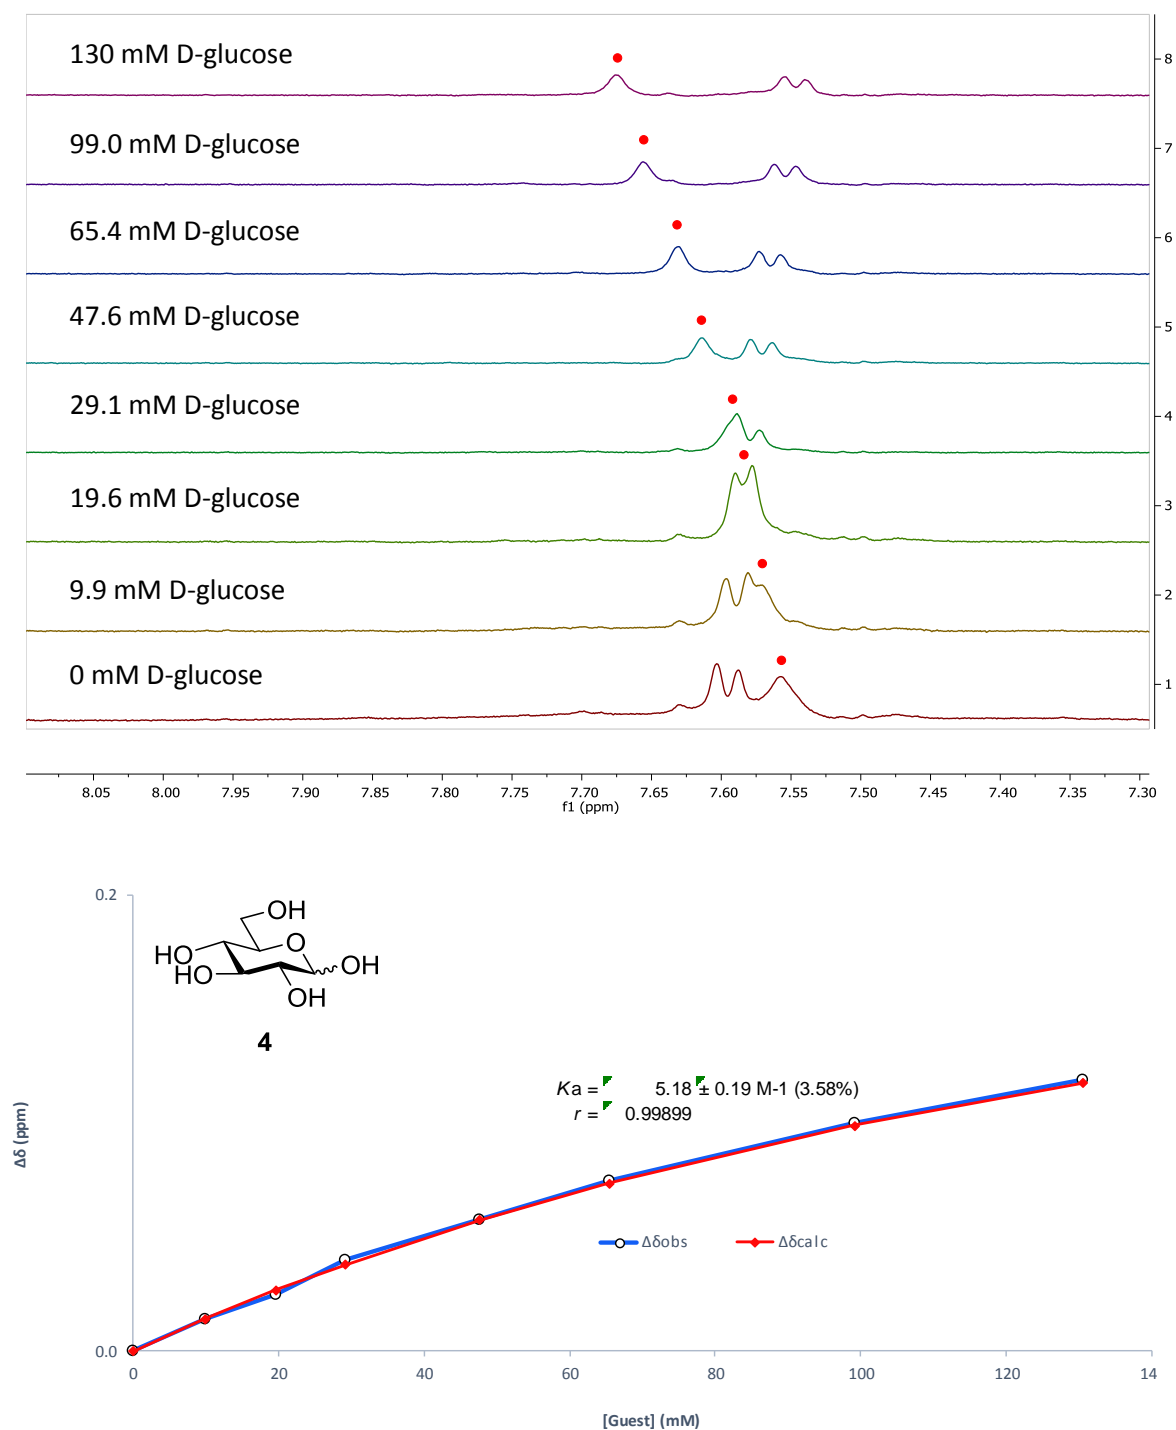 130 mM D-glucose
8
99.0 mM D-glucose
7
65.4 mM D-glucose
6
47.6 mM D-glucose
5
29.1 mM D-glucose
4
19.6 mM D-glucose
3
9.9 mM D-glucose
2
0 mM D-glucose
1
8.05 8.00 7.95 7.90 7.85 7.80 7.75 7.70 7.65 7.60 7.55 7.50 7.45 7.40 7.35 7.30
f1 (ppm)
0.2
OH
HO
O
HO
OH
OH
4
Ka = 5.18 ± 0.19 M-1 (3.58%)
r = 0.99899
Δδ (ppm)
Δδobs Δδcalc
0.0
0 20 40 60 80 100 120 14
[Guest] (mM)